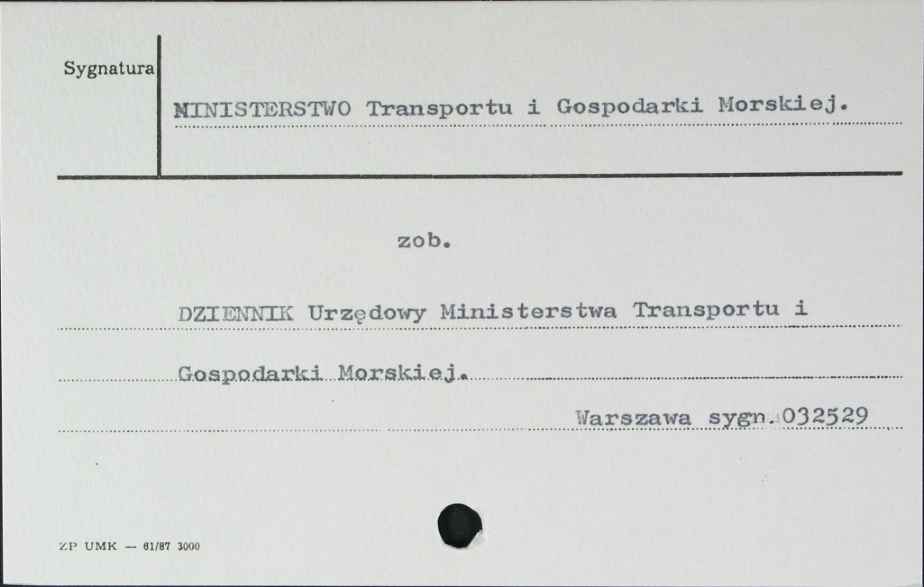 Sygnatura
MINISTERSTWO Transportu i Gospodarki Morskiej.
zob.
DZIENNIK Urzędowy Ministerstwa Transportu i
Gospodarki Morskiej.
Warszawa sygn. 032529
ZP UMK — 61/87 3000